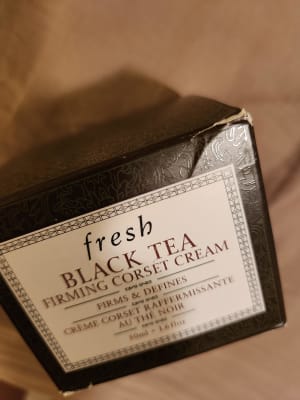 fresh
BLACK TEA
FIRMING CORSET CREAM
FIRMS & DEFINES
CRÈME CORSET RAFFERMISSANTE
AU THÉ NOIR
50ml ℮ 1.6fl oz